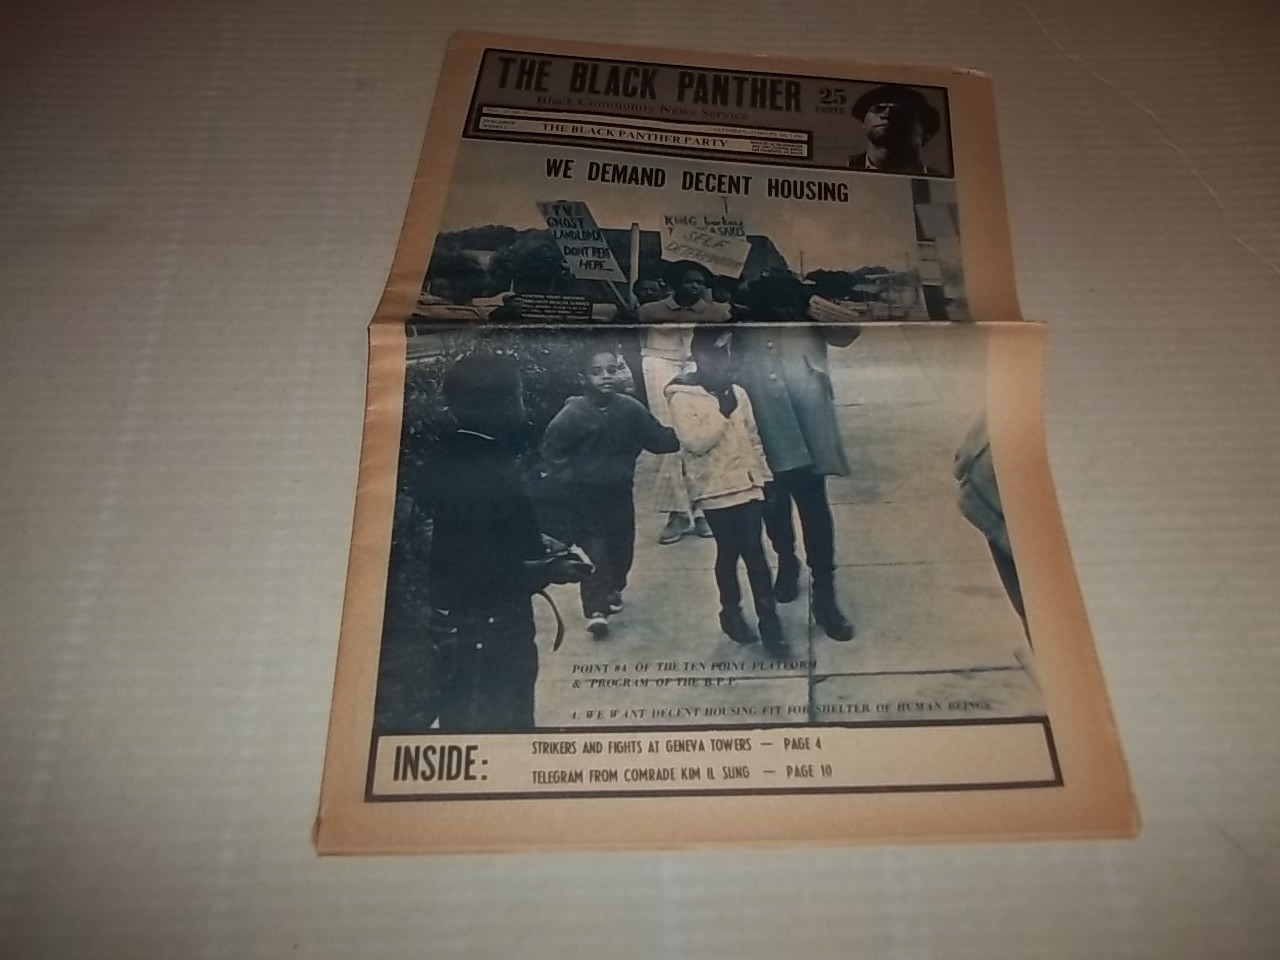 THE BLACK PANTHER
25
cents
Black Community News Service
THE BLACK PANTHER PARTY
WE DEMAND DECENT HOUSING
GHOST
LANDLORD
DONT RENT
HERE
KING
SELF
DETERMINATION
POINT #4 OF THE TEN POINT PLATFORM
& PROGRAM OF THE B.P.P.
4. WE WANT DECENT HOUSING FIT FOR SHELTER OF HUMAN BEINGS
INSIDE:
STRIKERS AND FIGHTS AT GENEVA TOWERS — PAGE 4
TELEGRAM FROM COMRADE KIM IL SUNG — PAGE 10